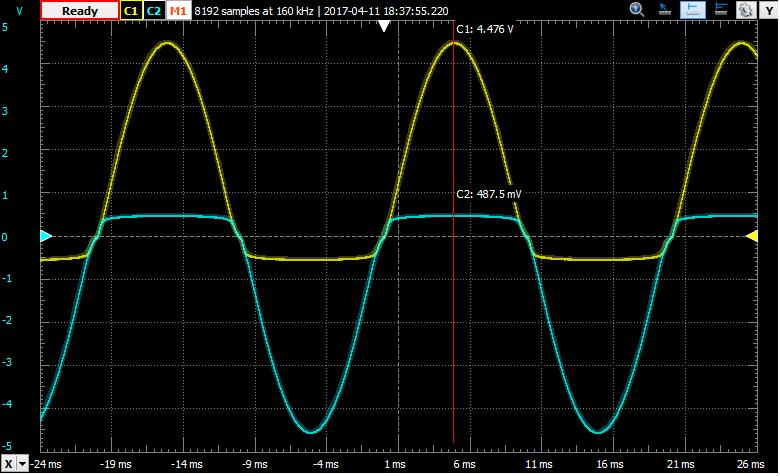 V Ready C1 C2 M1 8192 samples at 160 kHz | 2017-04-11 18:37:55.220 Y
C1: 4.476 V
5
4
3
2
C2: 487.5 mV
1
0
-1
-2
-3
-4
-5
X -24 ms -19 ms -14 ms -9 ms -4 ms 1 ms 6 ms 11 ms 16 ms 21 ms 26 ms